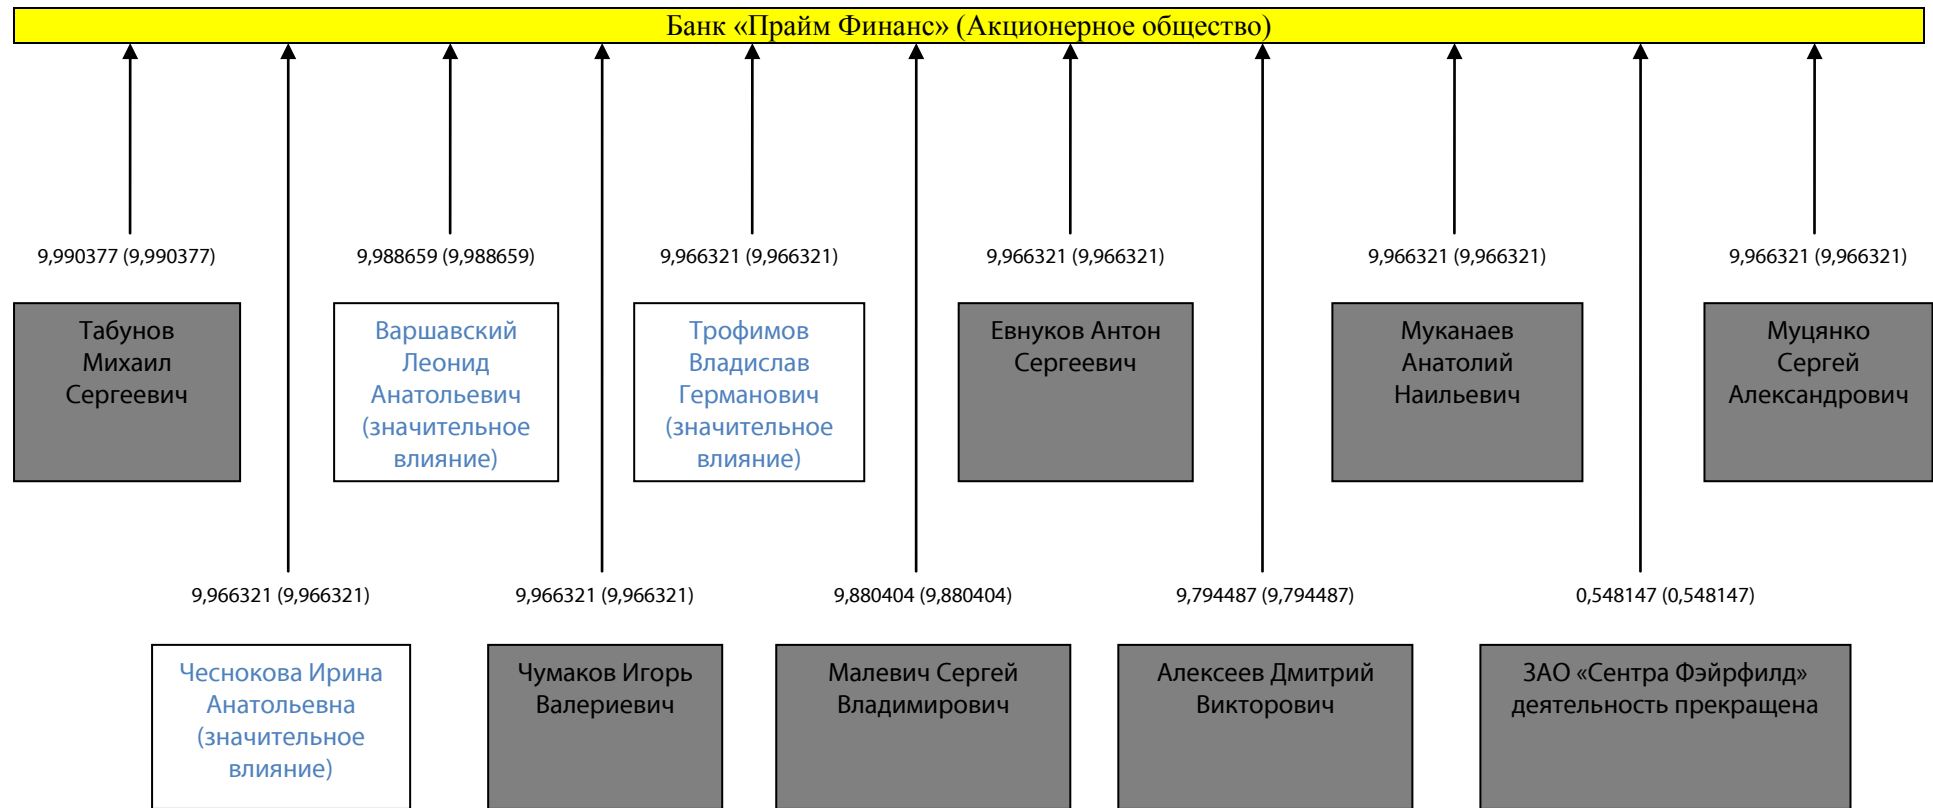 Банк «Прайм Финанс» (Акционерное общество)
9,990377 (9,990377)
9,988659 (9,988659)
9,966321 (9,966321)
9,966321 (9,966321)
9,966321 (9,966321)
9,966321 (9,966321)
Табунов
Михаил
Сергеевич
Варшавский
Леонид
Анатольевич
(значительное
влияние)
Трофимов
Владислав
Германович
(значительное
влияние)
Евнуков Антон
Сергеевич
Муканаев
Анатолий
Наильевич
Муцянко
Сергей
Александрович
9,966321 (9,966321)
9,966321 (9,966321)
9,880404 (9,880404)
9,794487 (9,794487)
0,548147 (0,548147)
Чеснокова Ирина
Анатольевна
(значительное
влияние)
Чумаков Игорь
Валериевич
Малевич Сергей
Владимирович
Алексеев Дмитрий
Викторович
ЗАО «Сентра Фэйрфилд»
деятельность прекращена